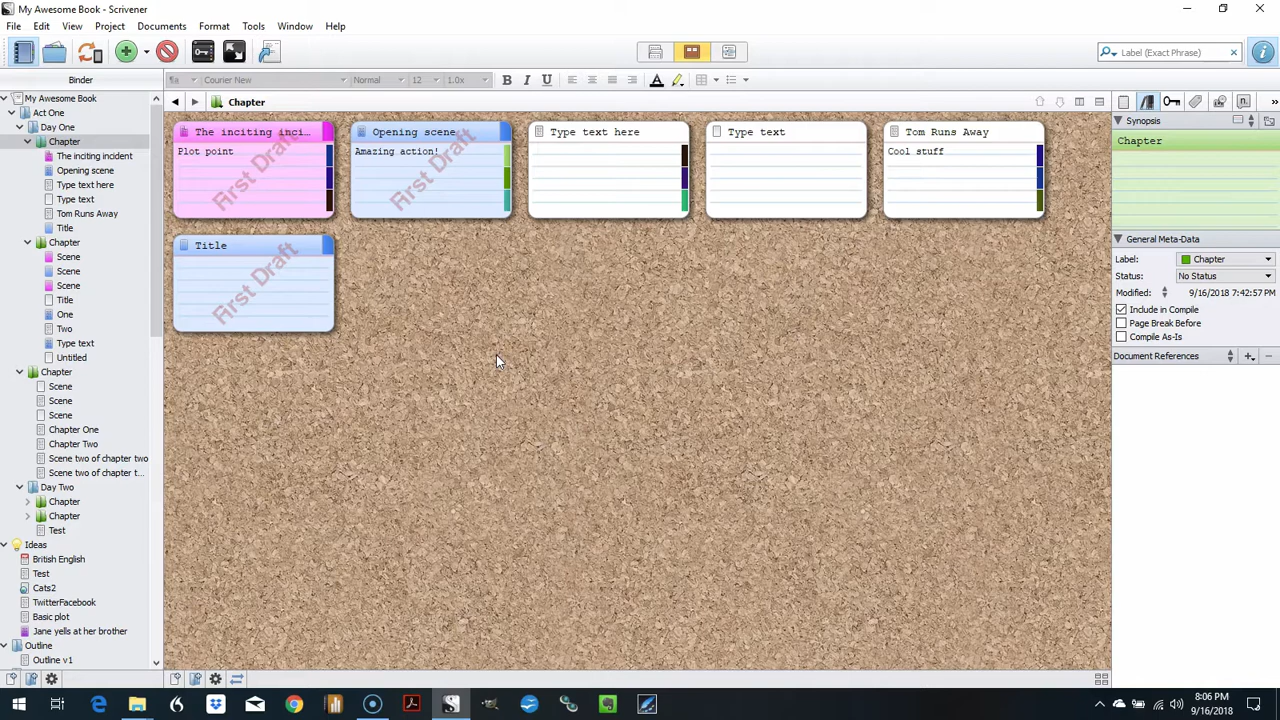 My Awesome Book - Scrivener
File Edit View Project Documents Format Tools Window Help
Label (Exact Phrase)
Binder
Courier New Normal 12 1.0x B I U A
My Awesome Book
Act One
Day One
Chapter
The inciting incident
Opening scene
Type text here
Type text
Tom Runs Away
Title
Chapter
Scene
Scene
Scene
Title
One
Two
Type text
Untitled
Chapter
Scene
Scene
Scene
Chapter One
Chapter Two
Scene two of chapter two
Scene two of chapter t...
Day Two
Chapter
Chapter
Test
Ideas
British English
Test
Cats2
TwitterFacebook
Basic plot
Jane yells at her brother
Outline
Outline v1
Chapter
The inciting inci...
Plot point
First Draft
Opening scene
Amazing action!
First Draft
Type text here
Type text
Tom Runs Away
Cool stuff
Title
First Draft
Synopsis
Chapter
General Meta-Data
Label: Chapter
Status: No Status
Modified: 9/16/2018 7:42:57 PM
Include in Compile
Page Break Before
Compile As-Is
Document References
8:06 PM
9/16/2018